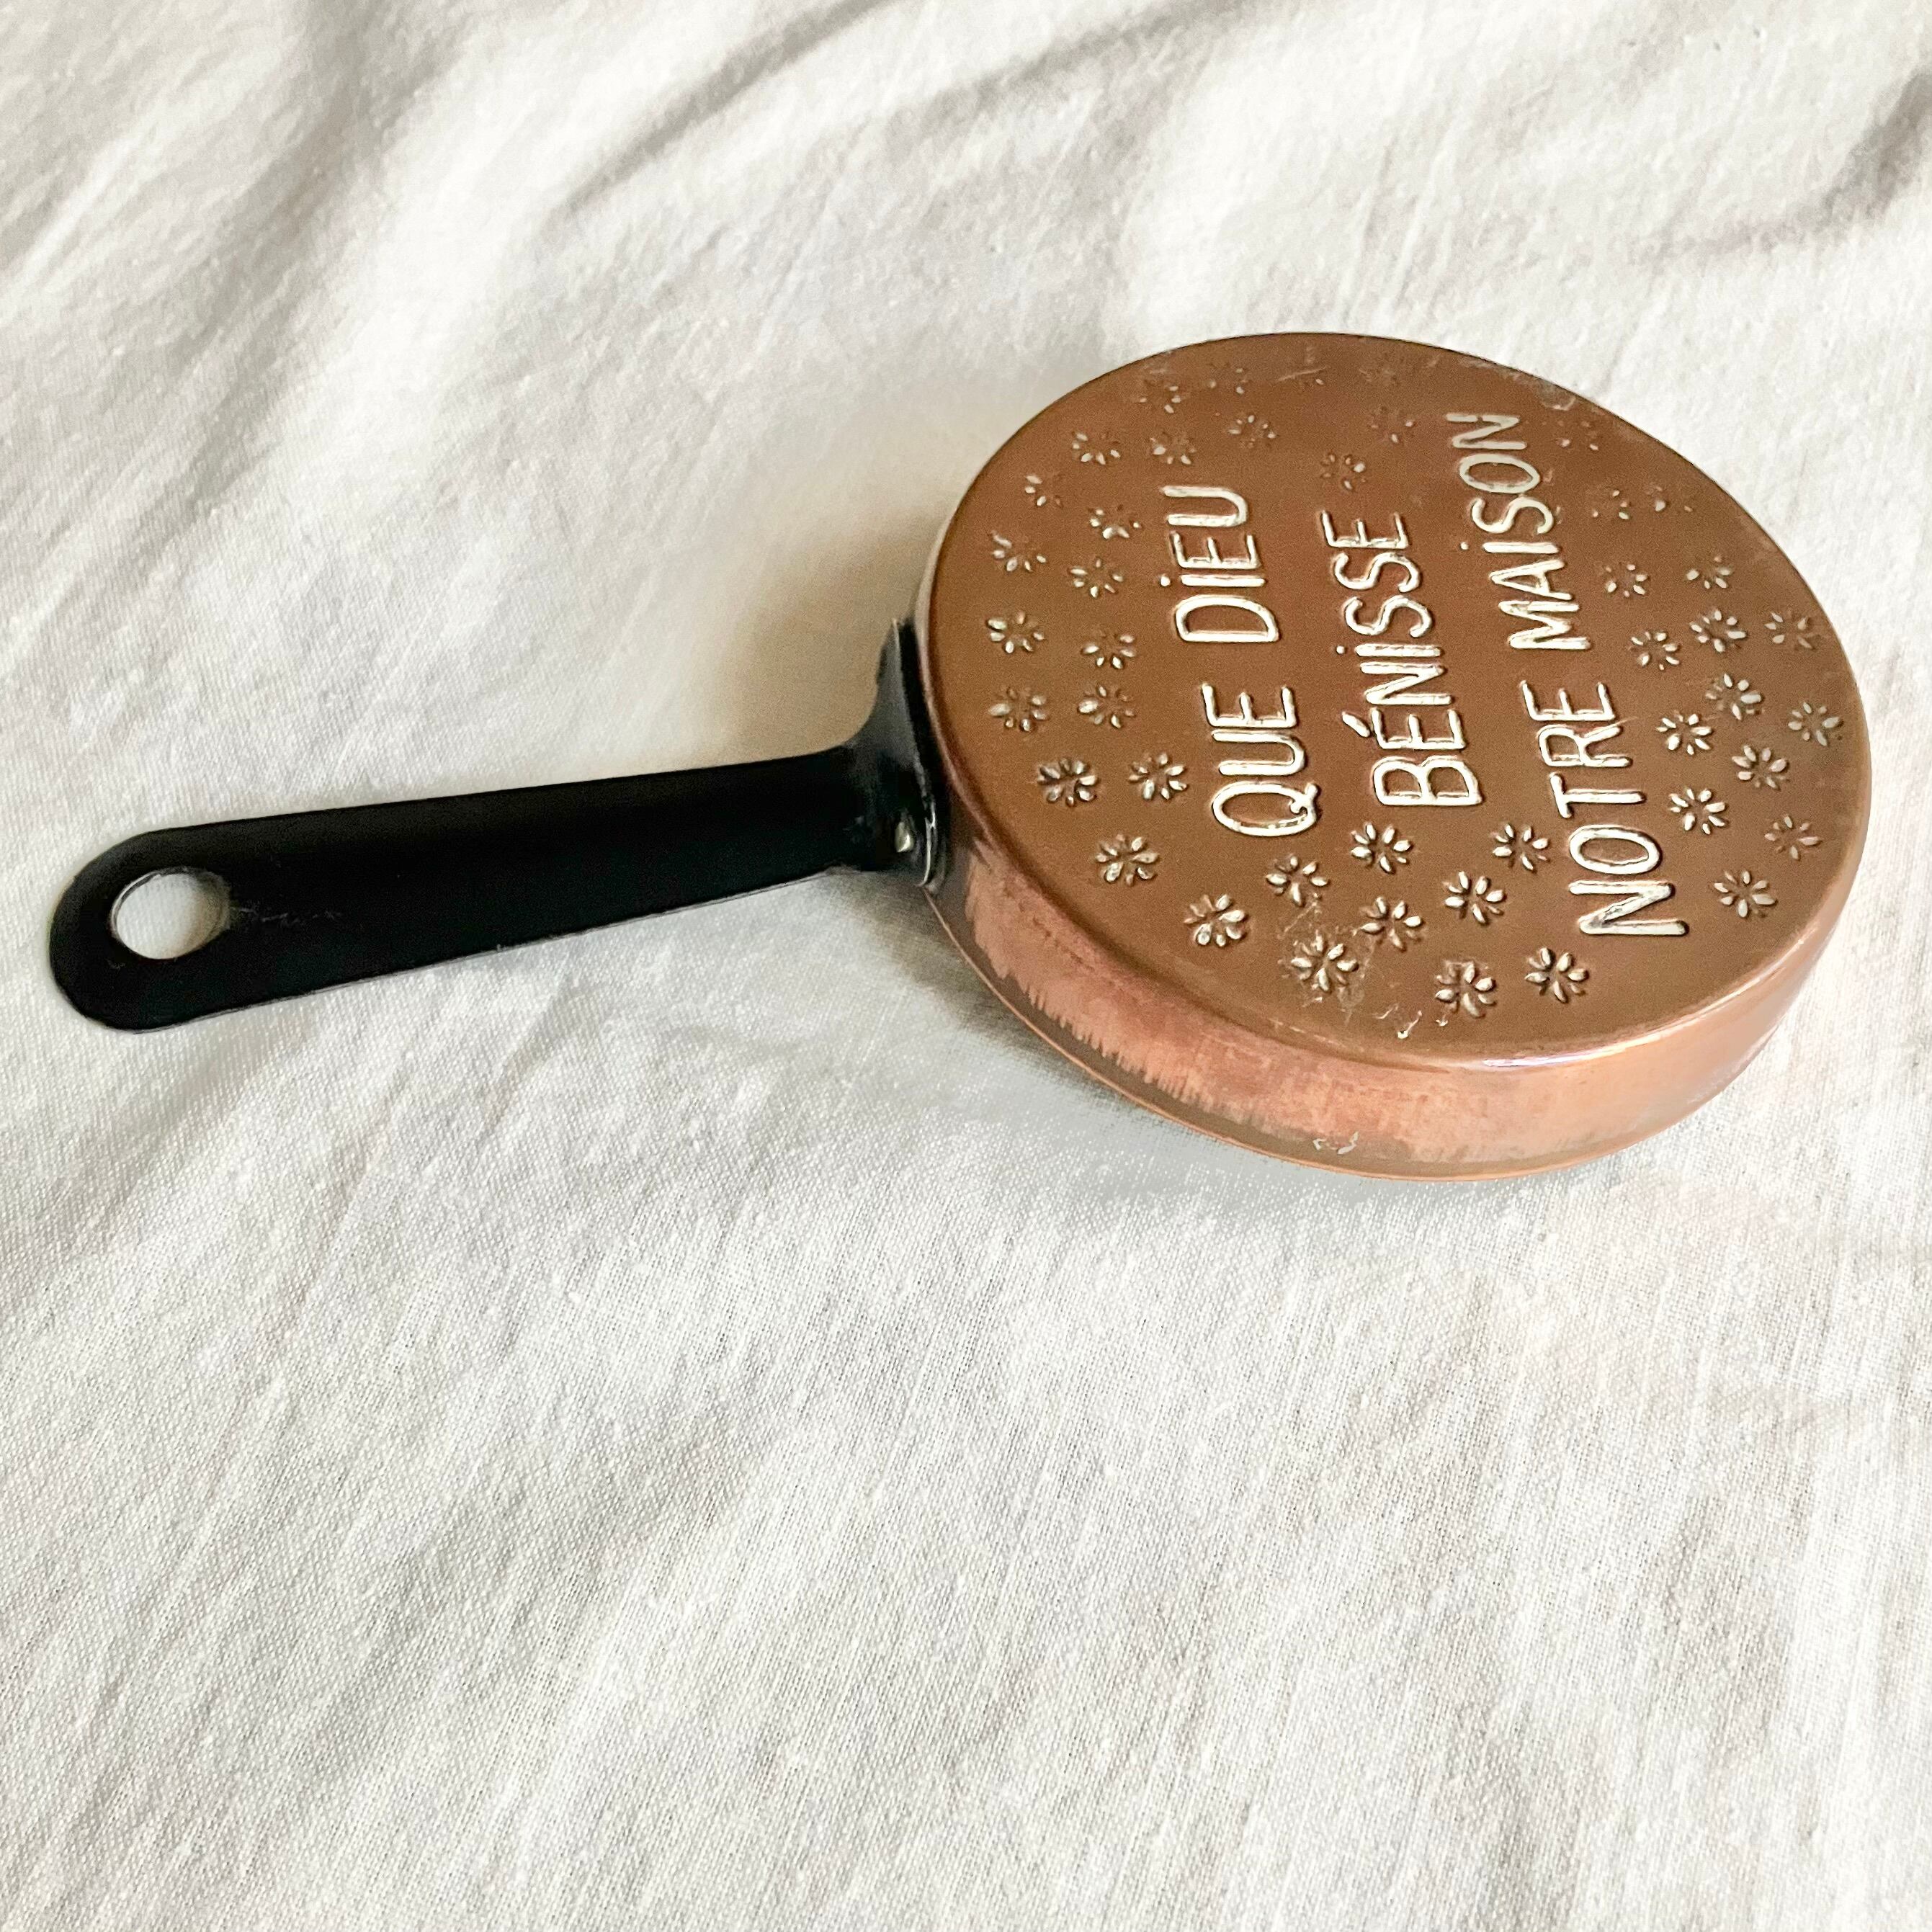 QUE DiEU
BÉNiSSE
NOTRE MAiSON